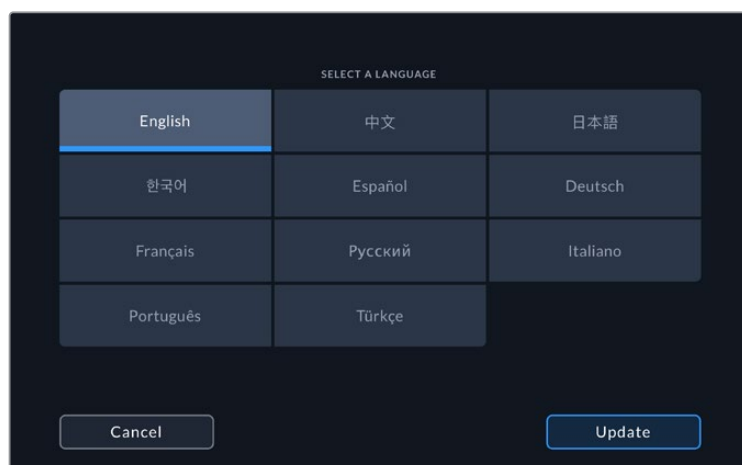 SELECT A LANGUAGE
English
中文
日本語
한국어
Español
Deutsch
Français
Русский
Italiano
Português
Türkçe
Cancel
Update